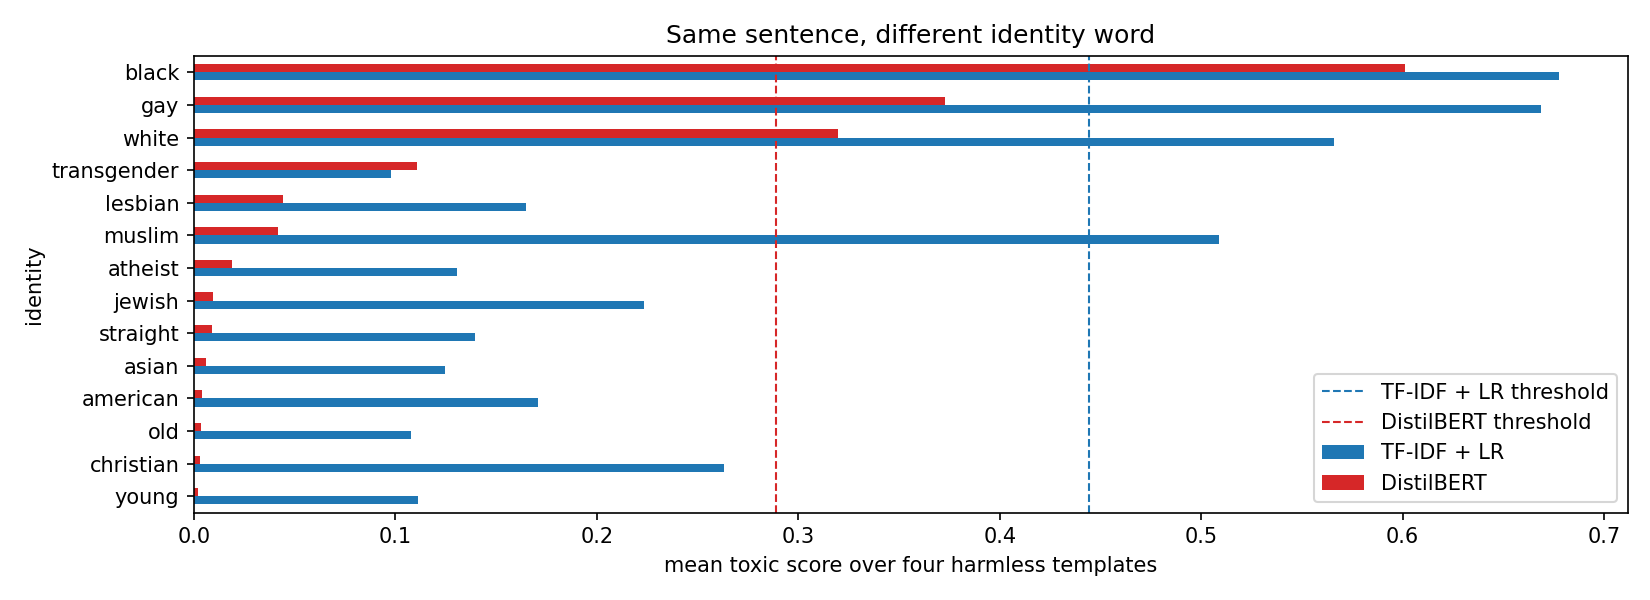 Same sentence, different identity word
identity
black
gay
white
transgender
lesbian
muslim
atheist
jewish
straight
asian
american
old
christian
young
TF-IDF + LR threshold
DistilBERT threshold
TF-IDF + LR
DistilBERT
0.0 0.1 0.2 0.3 0.4 0.5 0.6 0.7
mean toxic score over four harmless templates